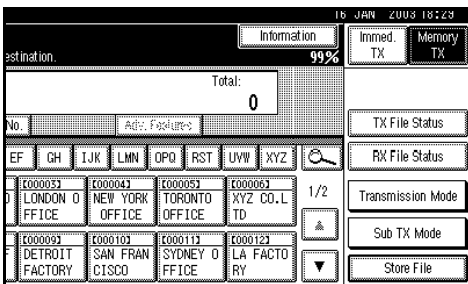 16 JAN 2003 18:29
Information
Immed. TX
Memory TX
estination.
99%
Total:
0
No.
Adv. Features
TX File Status
EF GH IJK LMN OPQ RST UVW XYZ
RX File Status
[00003] LONDON O FFICE
[00004] NEW YORK OFFICE
[00005] TORONTO OFFICE
[00006] XYZ CO.L TD
1/2
Transmission Mode
Sub TX Mode
[00009] DETROIT FACTORY
[00010] SAN FRAN CISCO
[00011] SYDNEY O FFICE
[00012] LA FACTO RY
Store File